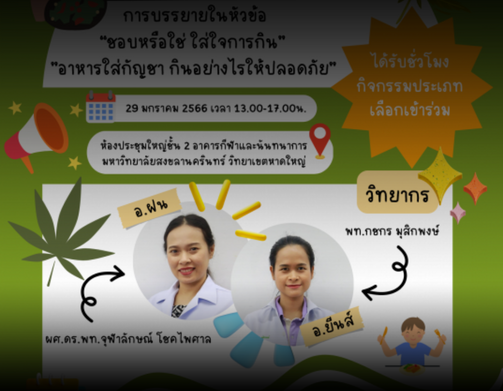 การบรรยายในหัวข้อ
“ชอบหรือใช่ ใส่ใจการกิน”
"อาหารใส่กัญชา กินอย่างไรให้ปลอดภัย"
ได้รับชั่วโมง
กิจกรรมประเภท
เลือกเข้าร่วม
29 มกราคม 2566 เวลา 13.00-17.00น.
ห้องประชุมใหญ่ชั้น 2 อาคารกีฬาและนันทนาการ
มหาวิทยาลัยสงขลานครินทร์ วิทยาเขตหาดใหญ่
วิทยากร
อ.ฝน
พท.กชกร มุสิกพงษ์
อ.ยีนส์
ผศ.ดร.พท.จุฬาลักษณ์ โชคไพศาล